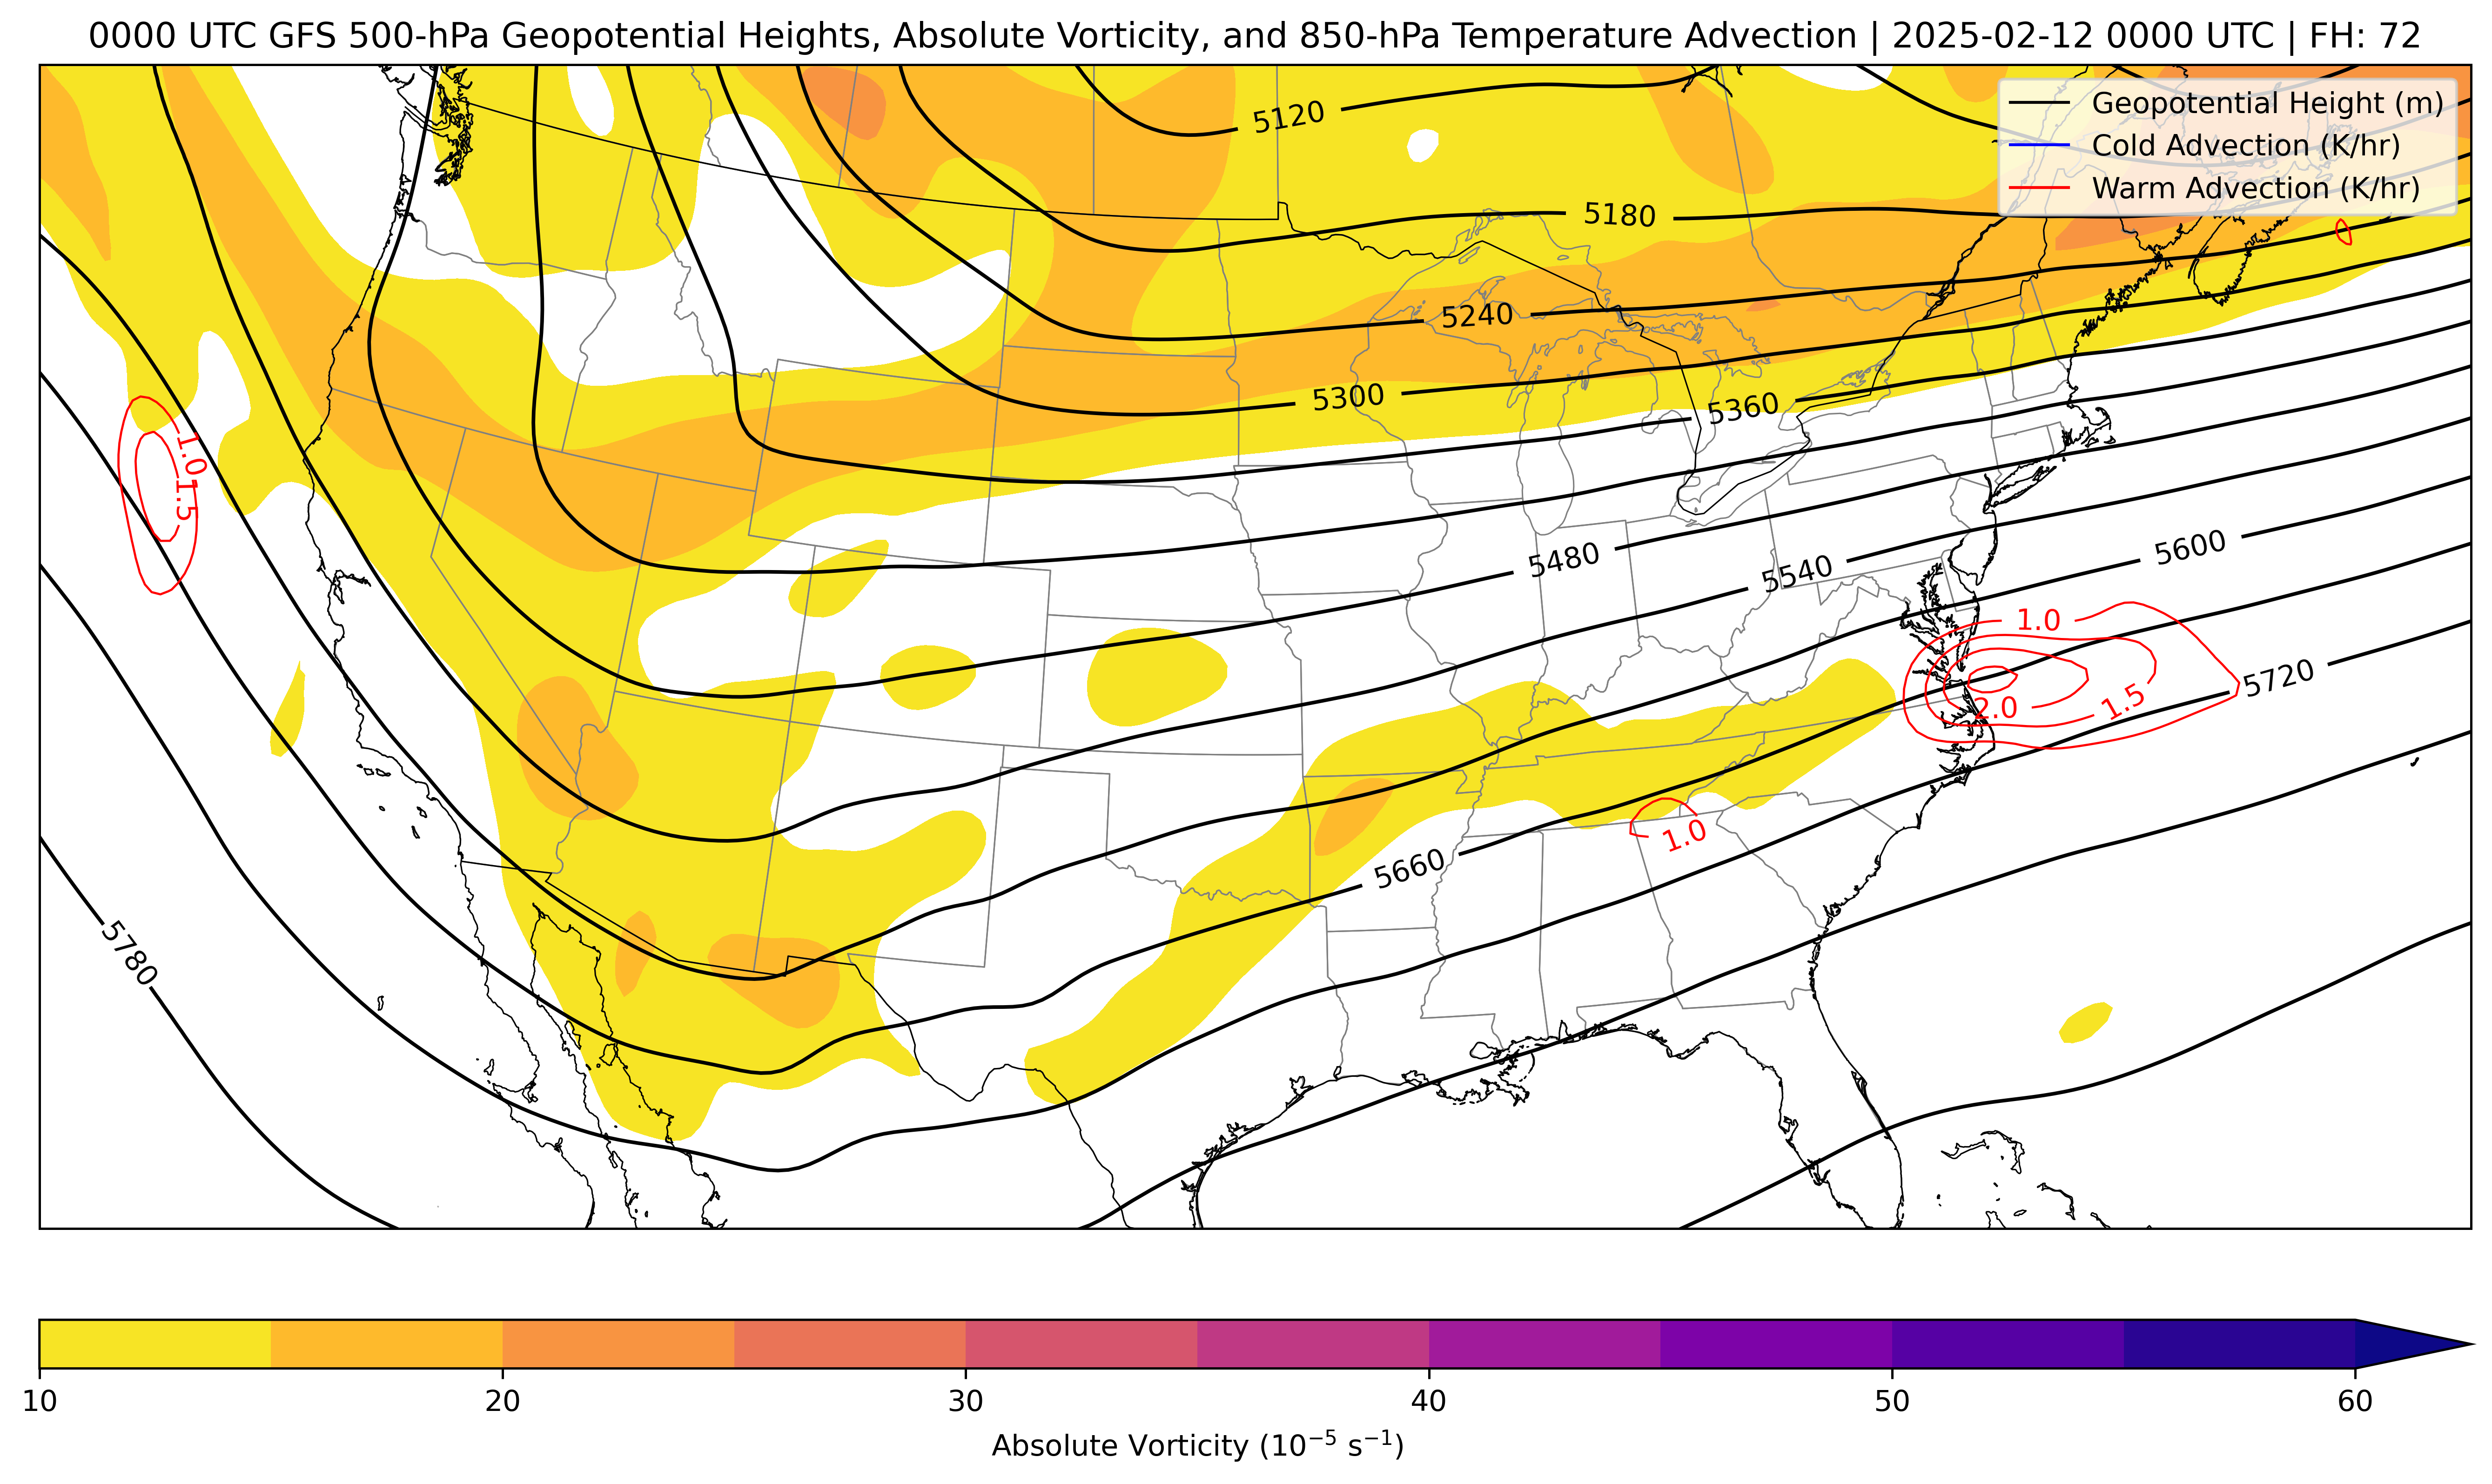 0000 UTC GFS 500-hPa Geopotential Heights, Absolute Vorticity, and 850-hPa Temperature Advection | 2025-02-12 0000 UTC | FH: 72
Geopotential Height (m)
Cold Advection (K/hr)
Warm Advection (K/hr)
5120
5180
5240
5300
5360
1.0
1.5
5480
5540
5600
1.0
2.0
1.5
5720
1.0
5660
5780
10 20 30 40 50 60
Absolute Vorticity (10⁻⁵ s⁻¹)